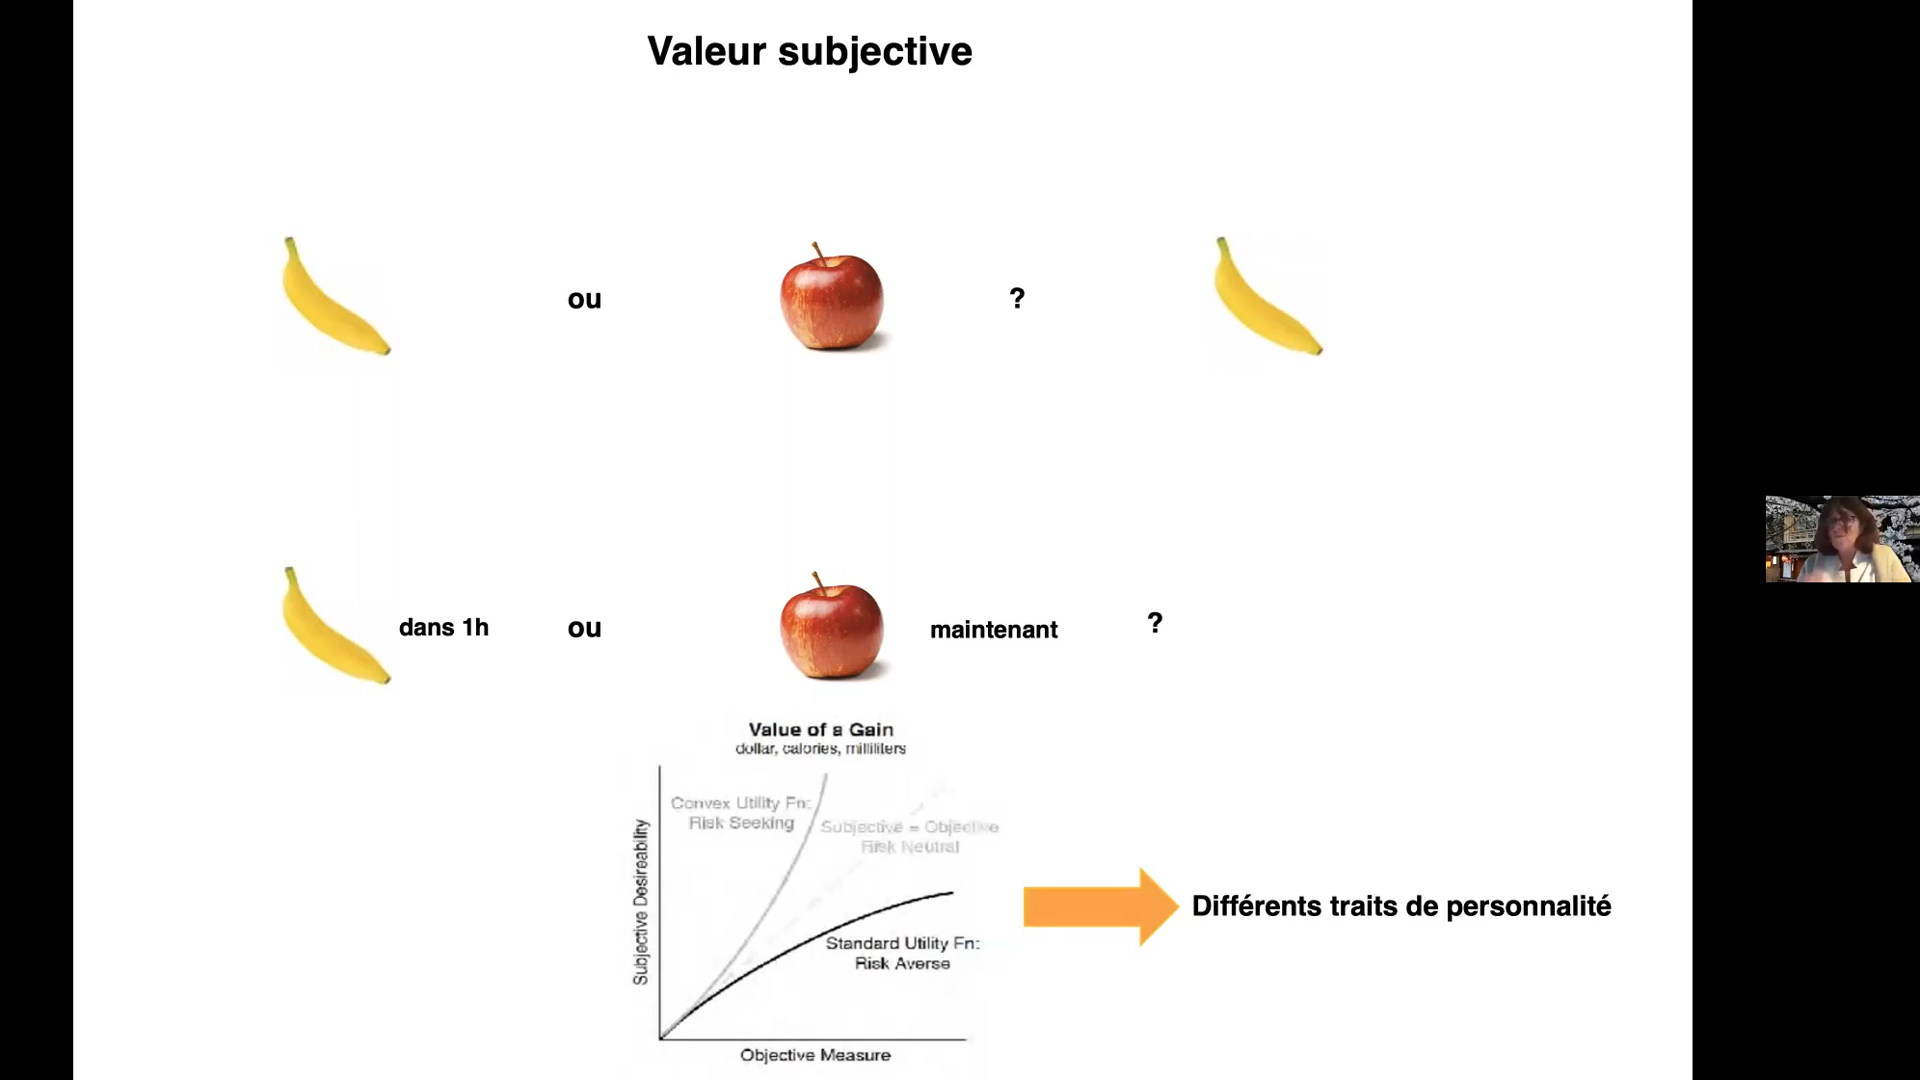 Valeur subjective
ou
?
dans 1h
ou
maintenant
?
Value of a Gain
dollar, calories, milliliters
Convex Utility Fn:
Risk Seeking
Subjective = Objective
Risk Neutral
Subjective Desireability
Standard Utility Fn:
Risk Averse
Objective Measure
Différents traits de personnalité